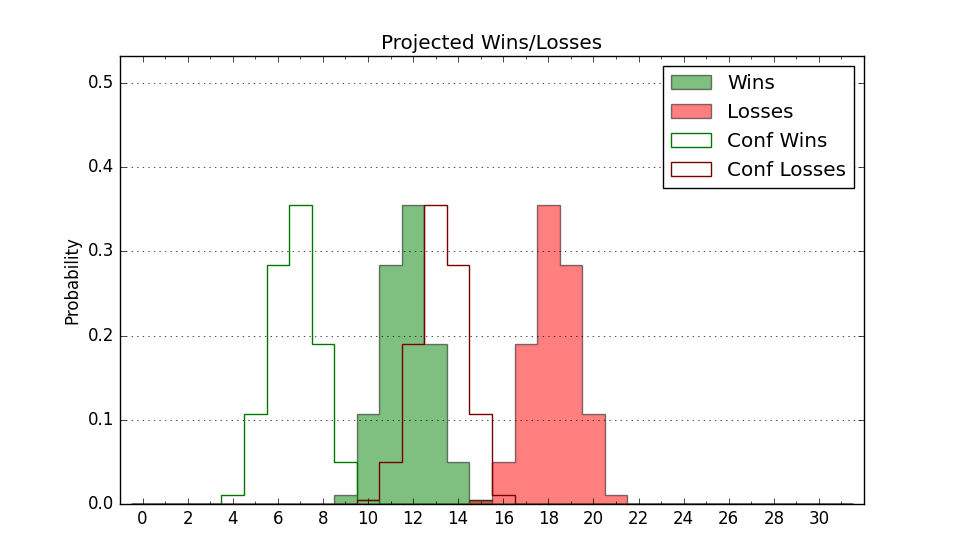 Projected Wins/Losses
Wins
Losses
Conf Wins
Conf Losses
Probability
0.5
0.4
0.3
0.2
0.1
0.0
0 2 4 6 8 10 12 14 16 18 20 22 24 26 28 30